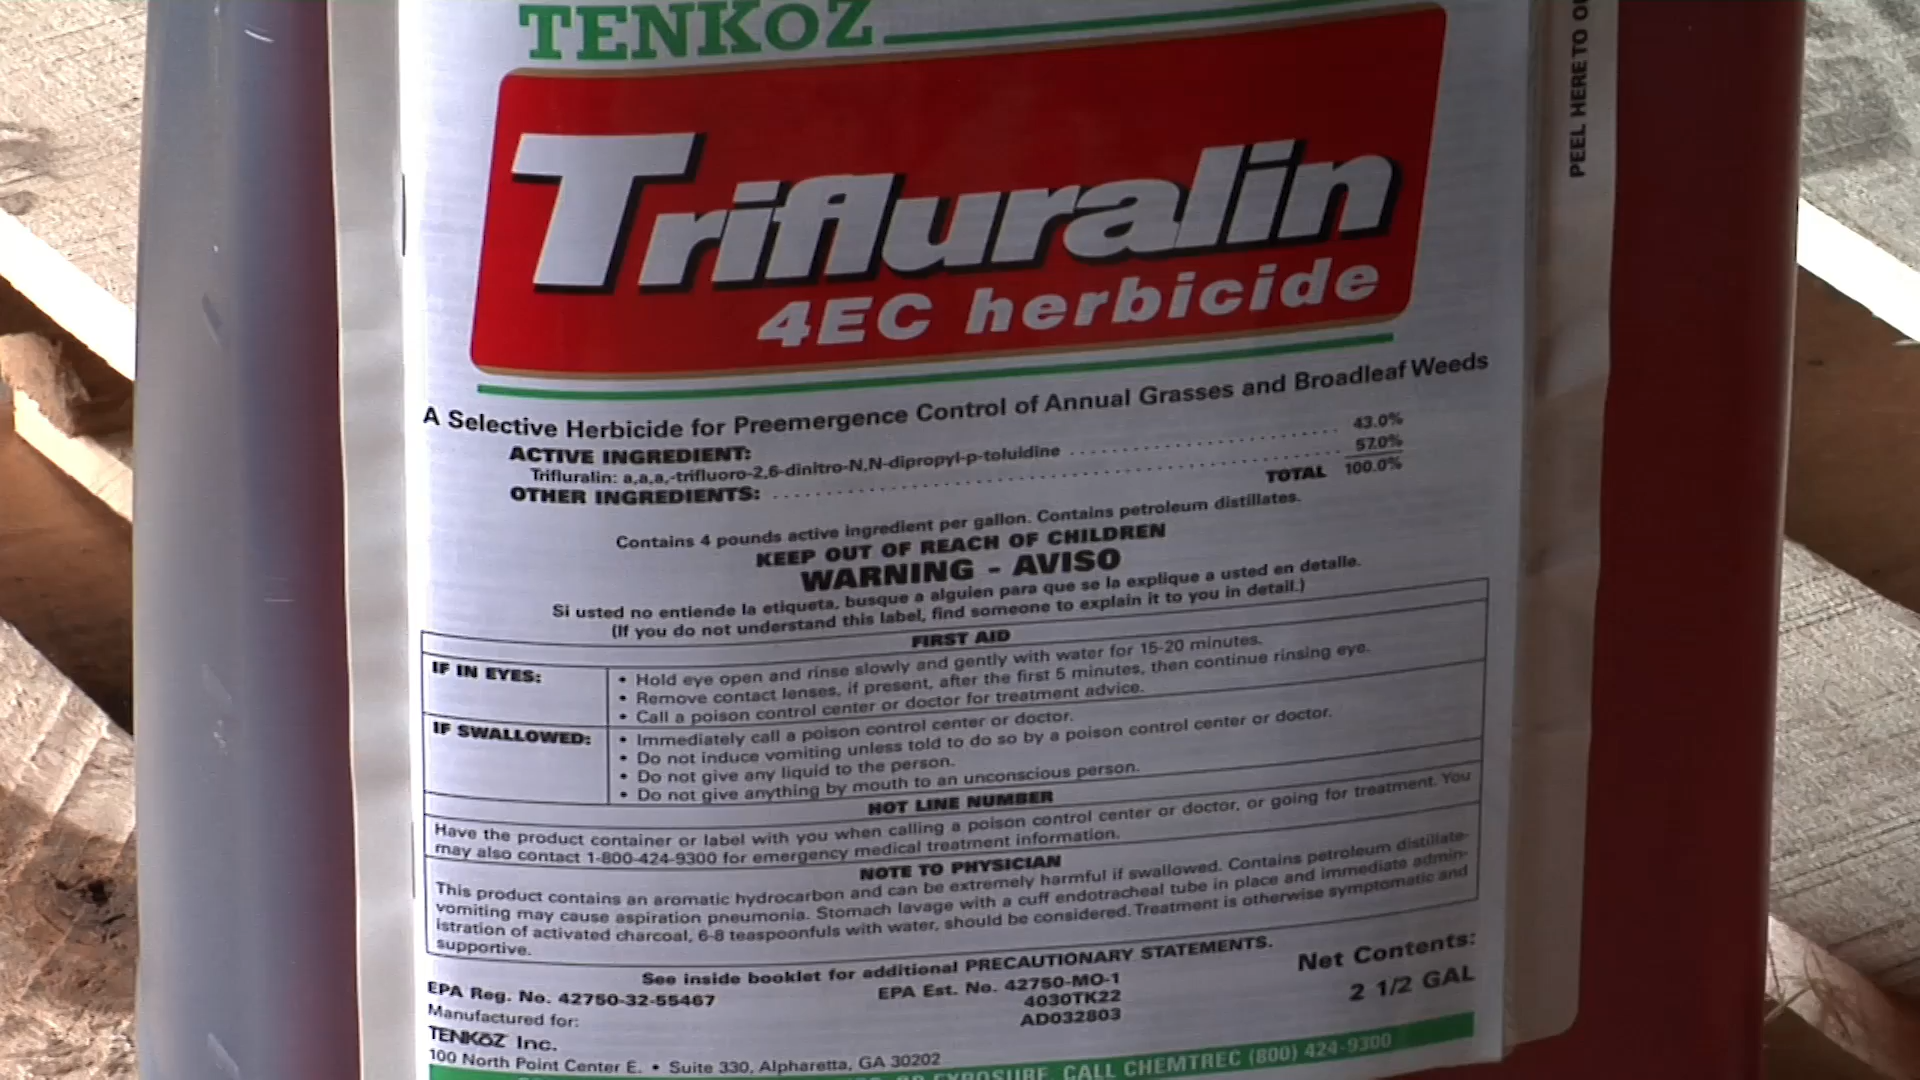 TENKOZ
PEEL HERE TO
Trifluralin
4EC herbicide
A Selective Herbicide for Preemergence Control of Annual Grasses and Broadleaf Weeds
ACTIVE INGREDIENT:
Trifluralin: a,a,a,-trifluoro-2,6-dinitro-N,N-dipropyl-p-toluidine . . . . . . . . . . . . . . . . . . . . 43.0%
OTHER INGREDIENTS: . . . . . . . . . . . . . . . . . . . . . . . . . . . . . . . . . . . . . . . . 57.0%
TOTAL 100.0%
Contains 4 pounds active ingredient per gallon. Contains petroleum distillates.
KEEP OUT OF REACH OF CHILDREN
WARNING - AVISO
Si usted no entiende la etiqueta, busque a alguien para que se la explique a usted en detalle.
(If you do not understand this label, find someone to explain it to you in detail.)
FIRST AID
IF IN EYES:
• Hold eye open and rinse slowly and gently with water for 15-20 minutes.
• Remove contact lenses, if present, after the first 5 minutes, then continue rinsing eye.
• Call a poison control center or doctor for treatment advice.
IF SWALLOWED:
• Immediately call a poison control center or doctor.
• Do not induce vomiting unless told to do so by a poison control center or doctor.
• Do not give any liquid to the person.
• Do not give anything by mouth to an unconscious person.
HOT LINE NUMBER
Have the product container or label with you when calling a poison control center or doctor, or going for treatment. You
may also contact 1-800-424-9300 for emergency medical treatment information.
NOTE TO PHYSICIAN
This product contains an aromatic hydrocarbon and can be extremely harmful if swallowed. Contains petroleum distillate-
vomiting may cause aspiration pneumonia. Stomach lavage with a cuff endotracheal tube in place and immediate admin-
istration of activated charcoal, 6-8 teaspoonfuls with water, should be considered. Treatment is otherwise symptomatic and
supportive.
See inside booklet for additional PRECAUTIONARY STATEMENTS.
EPA Reg. No. 42750-32-55467
EPA Est. No. 42750-MO-1
4030TK22
AD032803
Net Contents:
2 1/2 GAL
Manufactured for:
TENKOZ Inc.
100 North Point Center E. • Suite 330, Alpharetta, GA 30202
OR EXPOSURE, CALL CHEMTREC (800) 424-9300